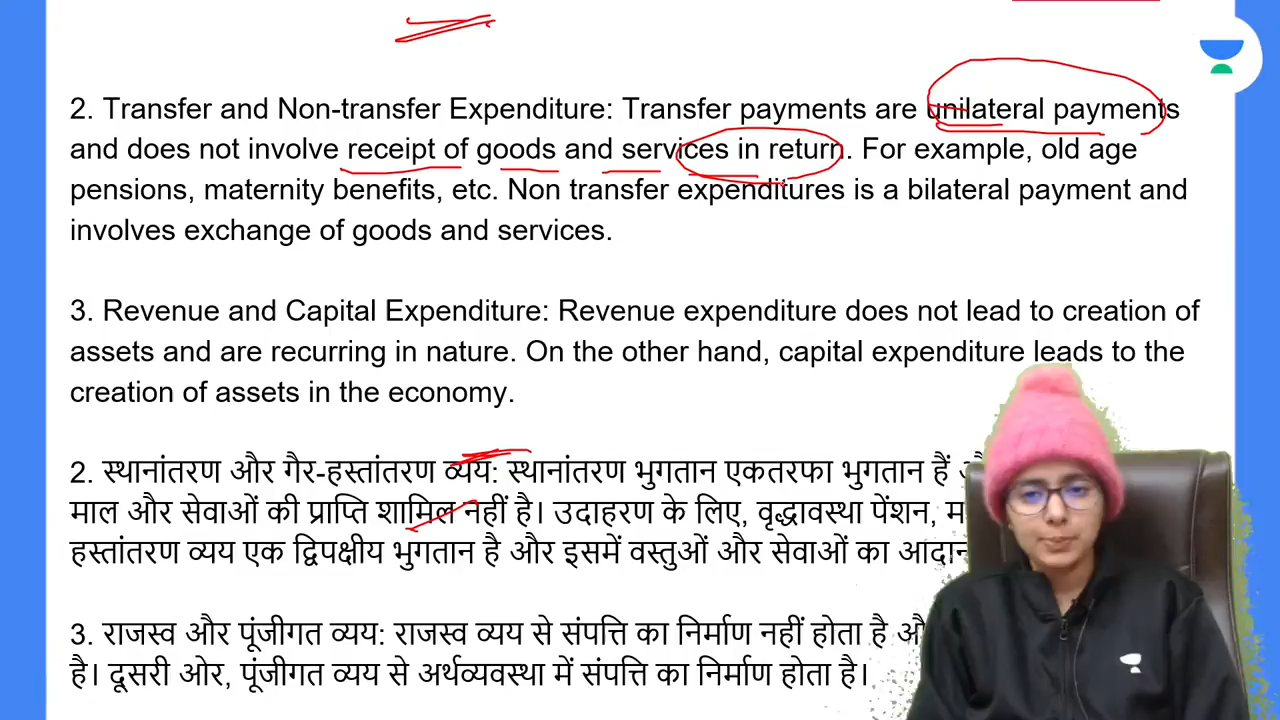 2. Transfer and Non-transfer Expenditure: Transfer payments are unilateral payments
and does not involve receipt of goods and services in return. For example, old age
pensions, maternity benefits, etc. Non transfer expenditures is a bilateral payment and
involves exchange of goods and services.
3. Revenue and Capital Expenditure: Revenue expenditure does not lead to creation of
assets and are recurring in nature. On the other hand, capital expenditure leads to the
creation of assets in the economy.
2. स्थानांतरण और गैर-हस्तांतरण व्यय: स्थानांतरण भुगतान एकतरफा भुगतान हैं
माल और सेवाओं की प्राप्ति शामिल नहीं है। उदाहरण के लिए, वृद्धावस्था पेंशन,
हस्तांतरण व्यय एक द्विपक्षीय भुगतान है और इसमें वस्तुओं और सेवाओं का
3. राजस्व और पूंजीगत व्यय: राजस्व व्यय से संपत्ति का निर्माण नहीं होता है
है। दूसरी ओर, पूंजीगत व्यय से अर्थव्यवस्था में संपत्ति का निर्माण होता है।